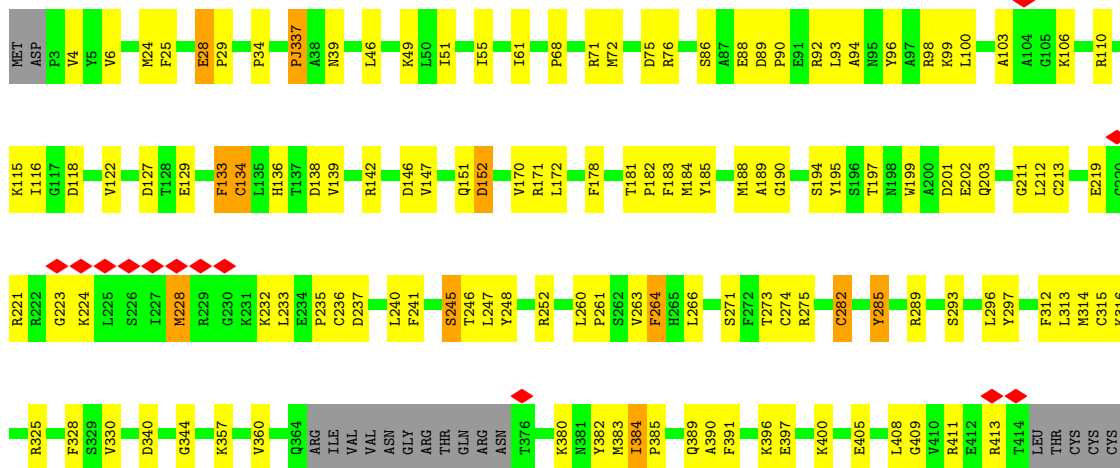 MET ASP P3 V4 Y5 V6 M24 F25 E28 P29 P34 PJ337 A38 N39 L46 K49 L50 I51 I55 I61 P68 R71 M72 D75 R76 S86 A87 E88 D89 P90 E91 R92 L93 A94 N95 Y96 A97 R98 K99 L100 A103 A104 G105 K106 R110
K115 I116 G117 D118 V122 D127 T128 E129 F133 C134 L135 H136 T137 D138 V139 R142 D146 V147 Q151 D152 V170 R171 L172 F178 T181 P182 F183 M184 Y185 M188 A189 G190 S194 Y195 S196 T197 N198 W199 A200 D201 E202 Q203 G211 L212 C213 E219 G220
R221 R222 G223 K224 L225 S226 I227 M228 R229 G230 K231 K232 L233 E234 P235 C236 D237 L240 F241 S245 T246 L247 Y248 R252 L260 P261 S262 V263 F264 H265 L266 S271 F272 T273 C274 R275 C282 Y285 R289 S293 L296 Y297 F312 L313 M314 C315
R325 F328 S329 V330 D340 G344 K357 V360 Q364 ARG ILE VAL VAL ASN GLY ARG THR GLN ARG ASN T376 K380 N381 Y382 M383 I384 P385 Q389 A390 F391 K396 E397 K400 E405 L408 G409 V410 R411 E412 R413 T414 LEU THR CYS CYS CYS